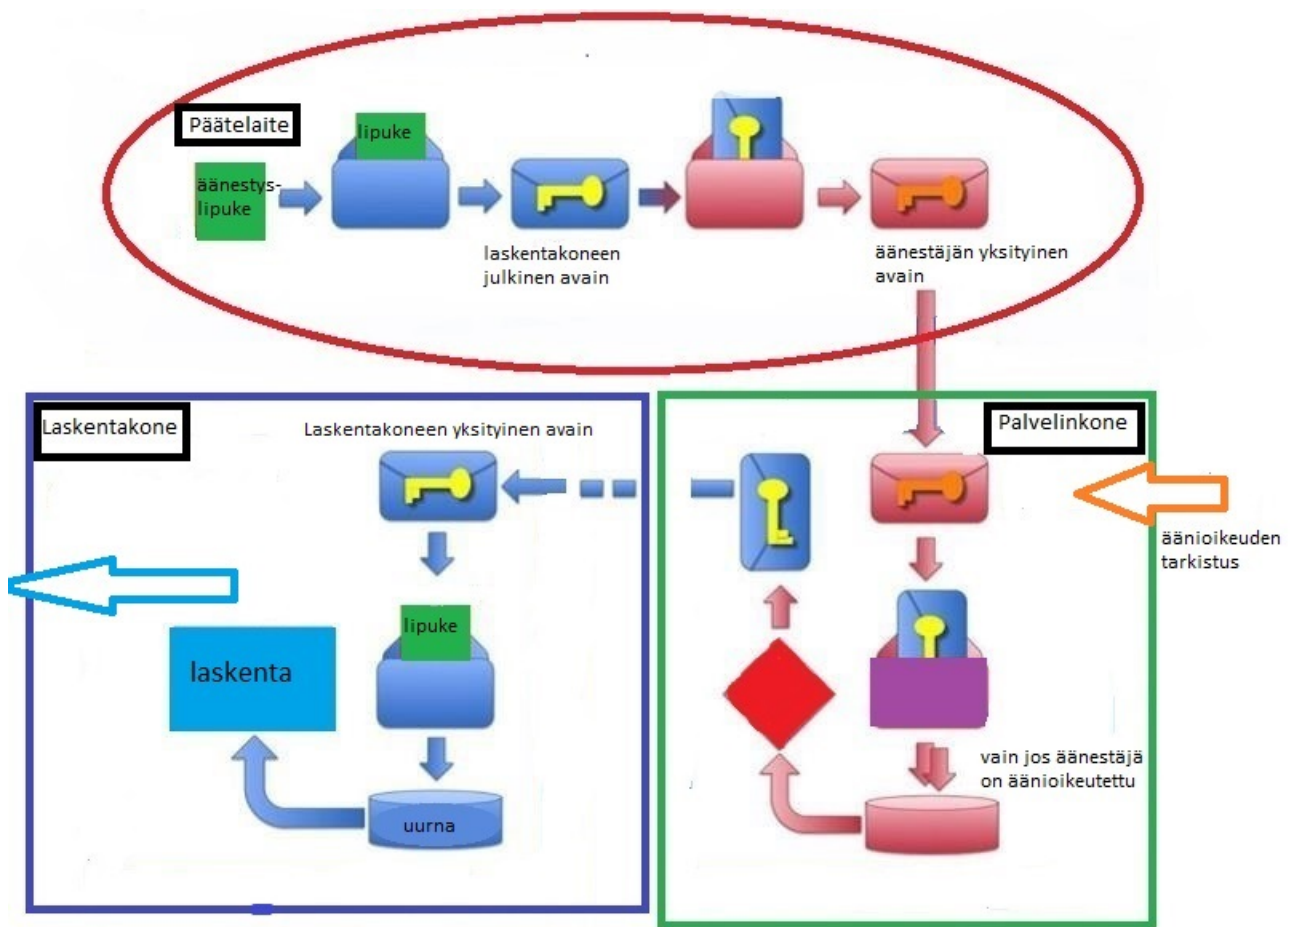 Päätelaite
lipuke
äänestys-
lipuke
laskentakoneen
julkinen avain
äänestäjän yksityinen
avain
Laskentakone
Laskentakoneen yksityinen avain
Palvelinkone
äänioikeuden
tarkistus
lipuke
laskenta
vain jos äänestäjä
on äänioikeutettu
uurna